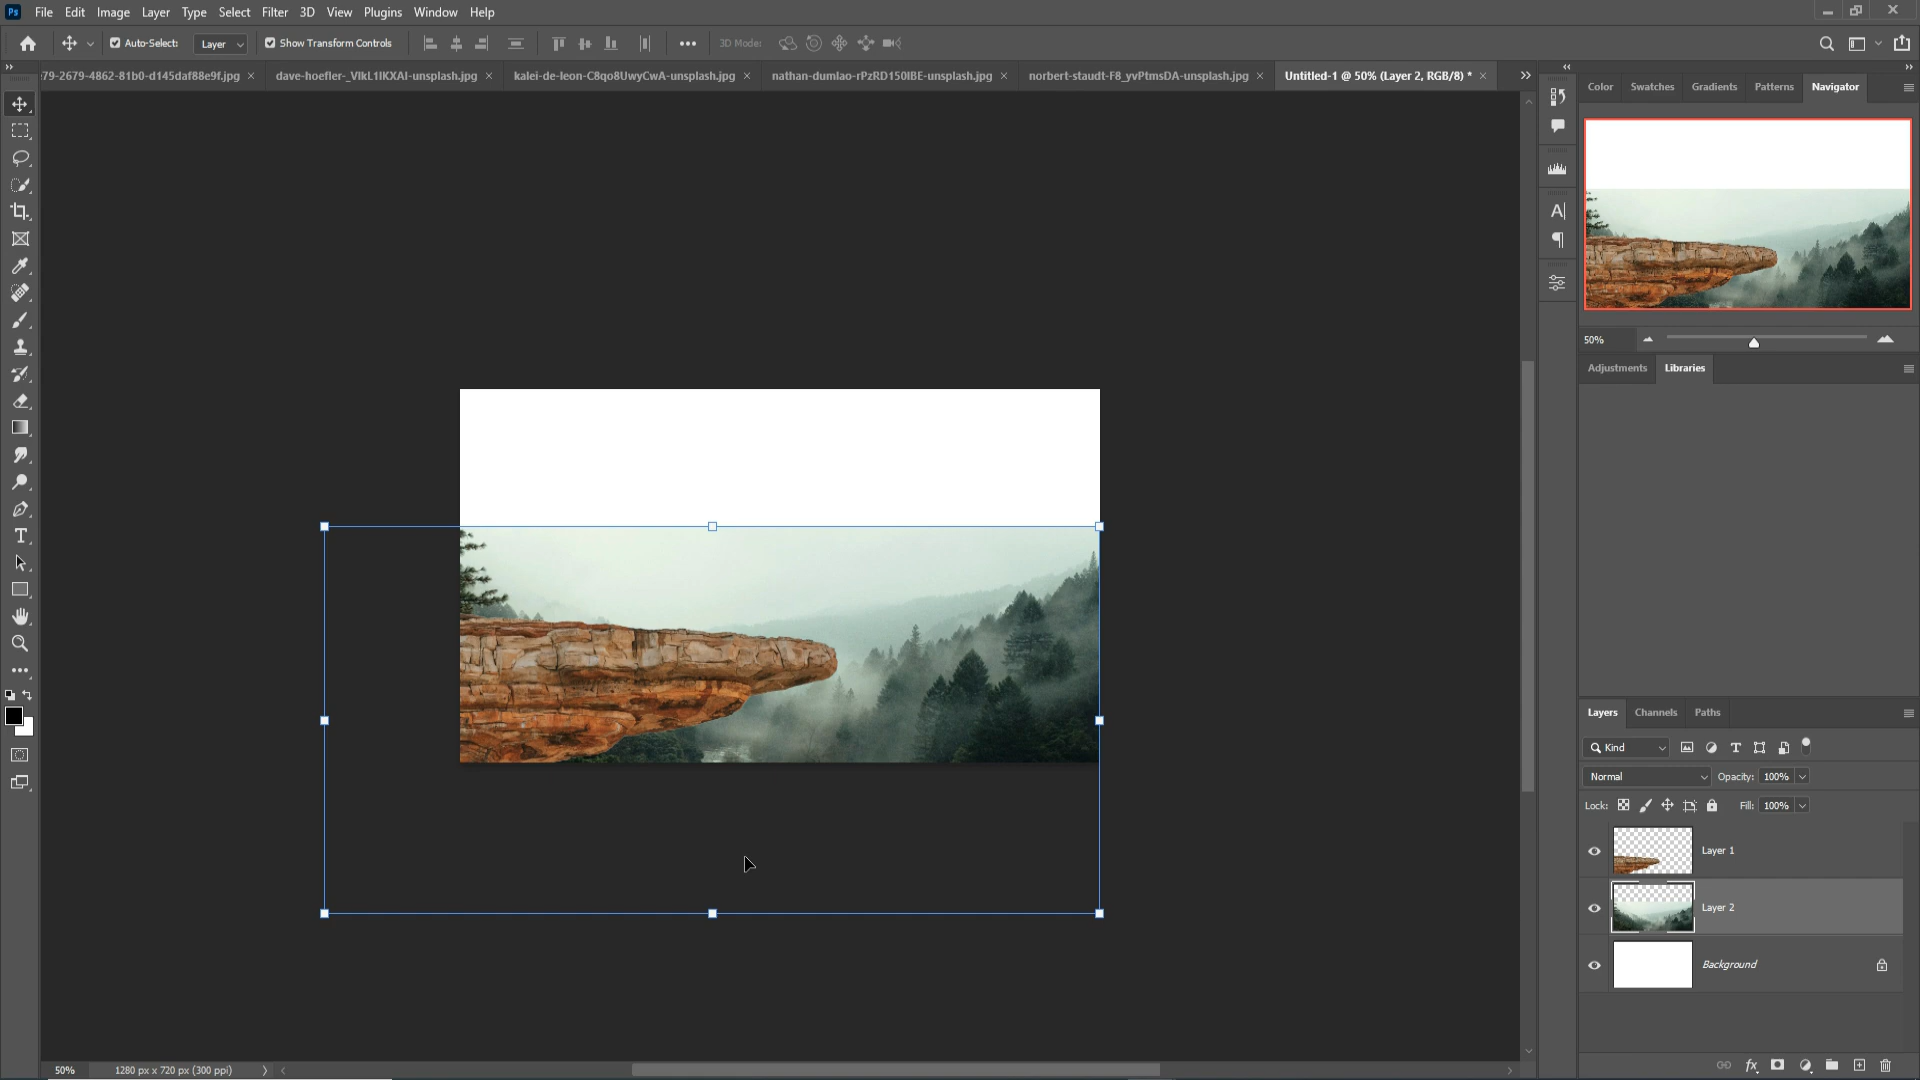 Ps File Edit Image Layer Type Select Filter 3D View Plugins Window Help
Auto-Select: Layer Show Transform Controls 3D Mode:
79-2679-4862-81b0-d145daf88e9f.jpg dave-hoefler-_VIkL1IKXAI-unsplash.jpg kalei-de-leon-C8qo8UwyCwA-unsplash.jpg nathan-dumlao-rPzRD150IBE-unsplash.jpg norbert-staudt-F8_yvPtmsDA-unsplash.jpg Untitled-1 @ 50% (Layer 2, RGB/8) *
Color Swatches Gradients Patterns Navigator
50%
Adjustments Libraries
Layers Channels Paths
Kind
Normal Opacity: 100%
Lock: Fill: 100%
Layer 1
Layer 2
Background
50% 1280 px x 720 px (300 ppi)